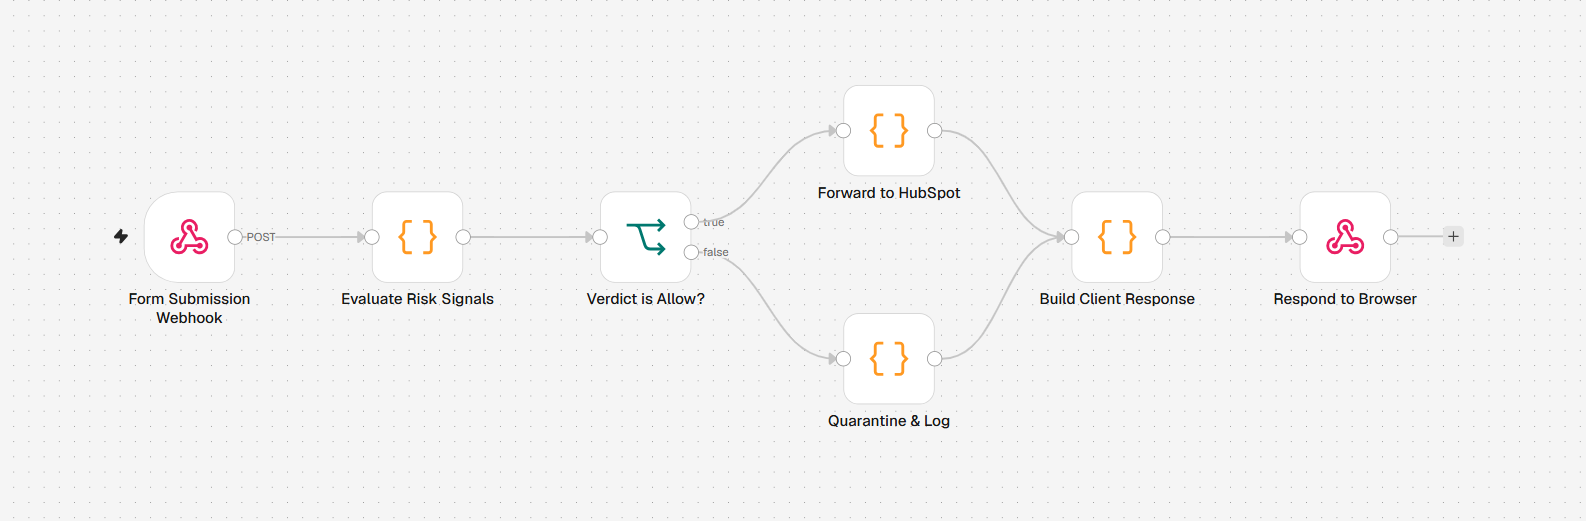 POST
Form Submission
Webhook
Evaluate Risk Signals
true
false
Verdict is Allow?
Forward to HubSpot
Quarantine & Log
Build Client Response
Respond to Browser